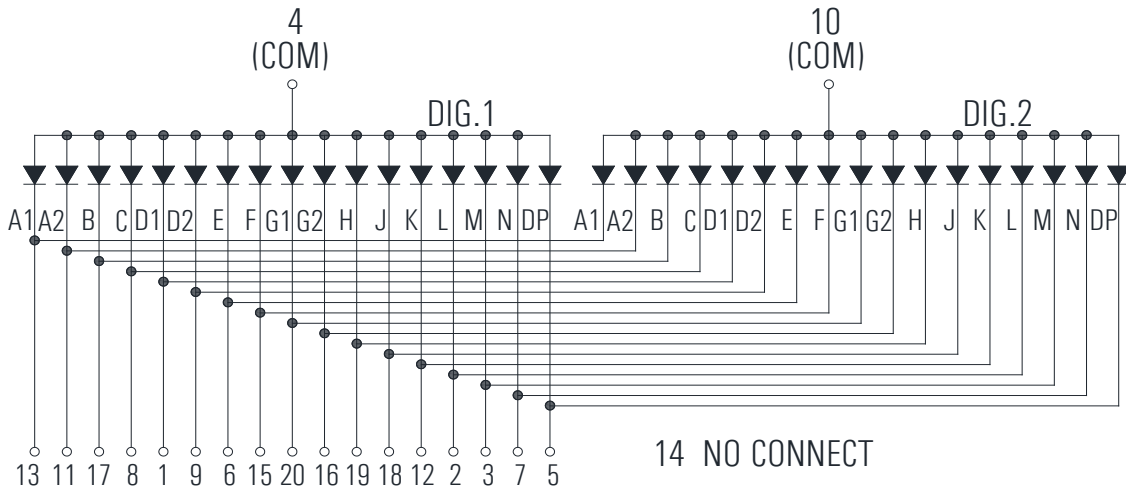 4 10
(COM) (COM)
DIG.1 DIG.2
A1 A2 B C D1 D2 E F G1 G2 H J K L M N DP A1 A2 B C D1 D2 E F G1 G2 H J K L M N DP
14 NO CONNECT
13 11 17 8 1 9 6 15 20 16 19 18 12 2 3 7 5